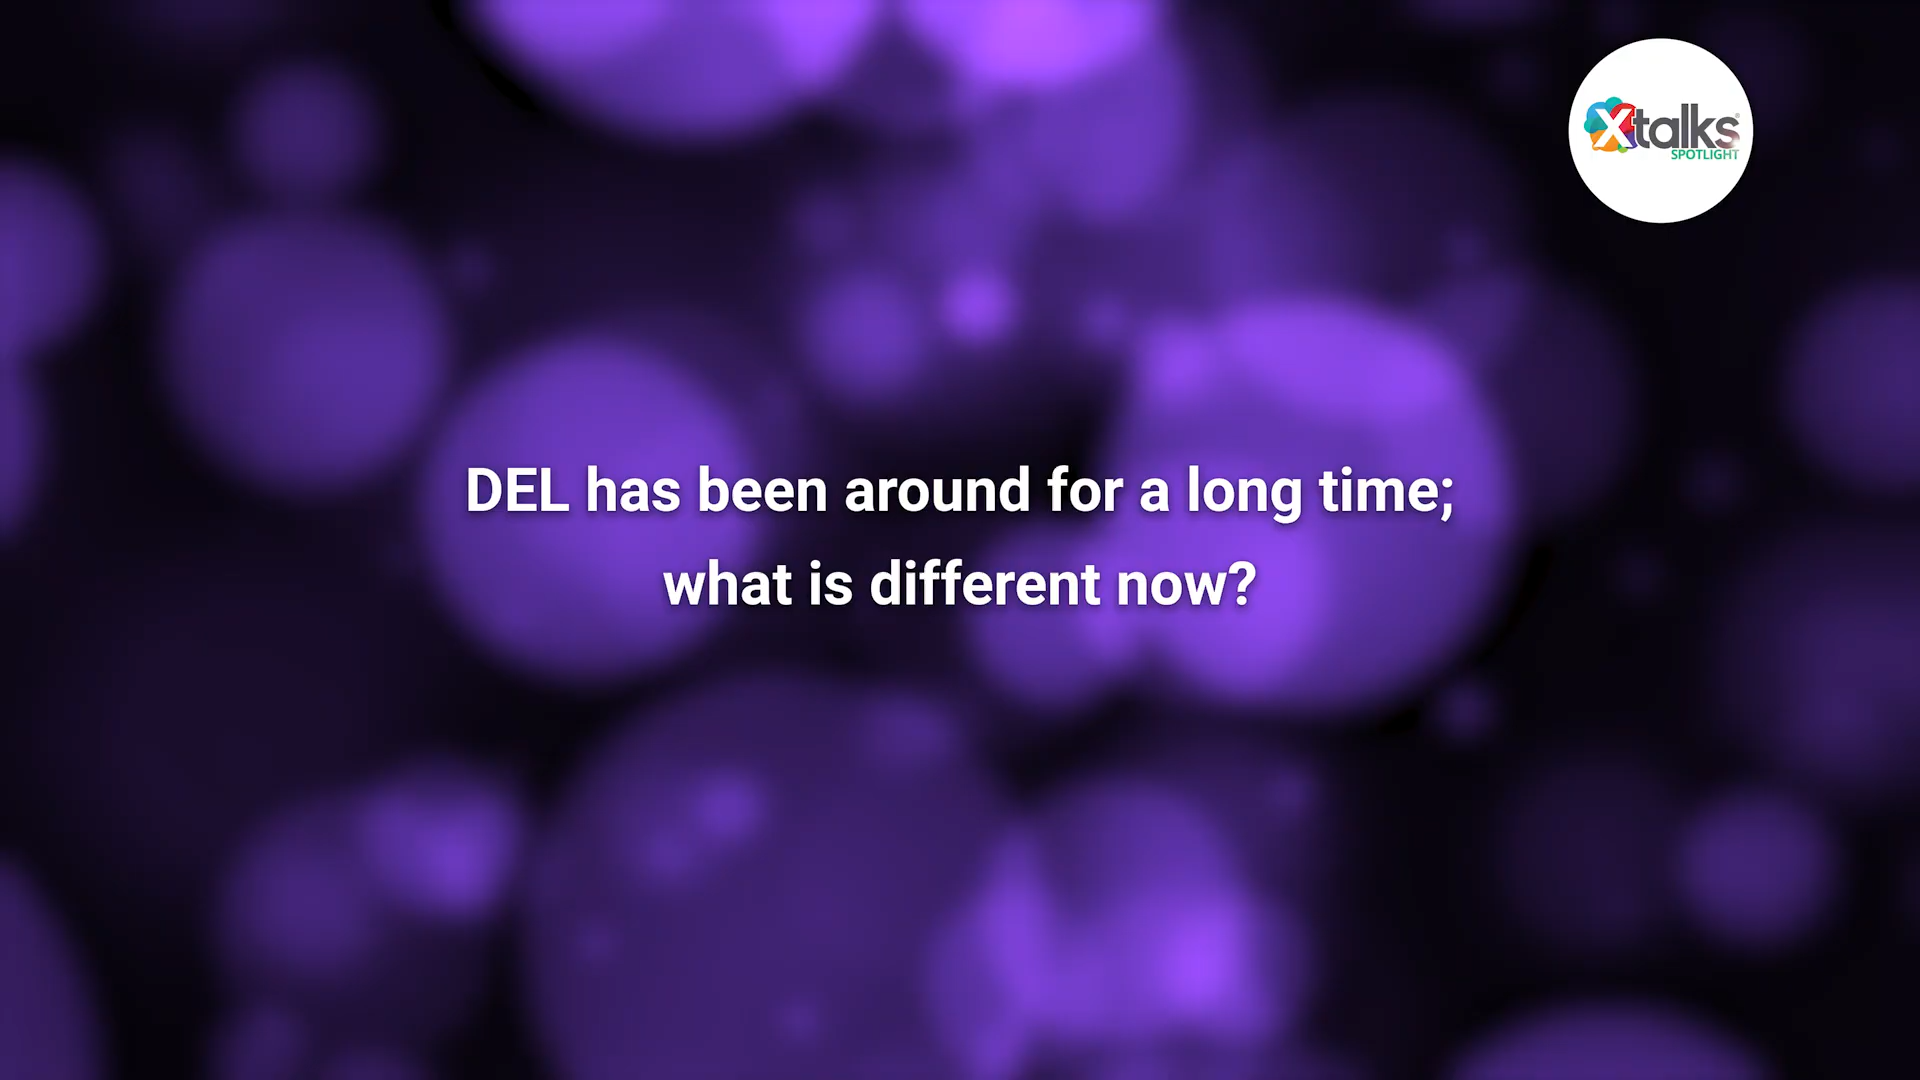 Xtalks
SPOTLIGHT
DEL has been around for a long time;
what is different now?